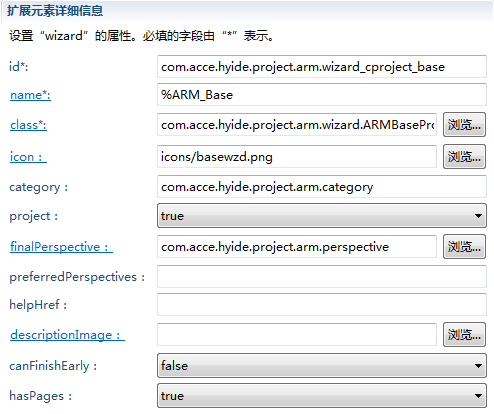 扩展元素详细信息
设置“wizard”的属性。必填的字段由“*”表示。
id*: com.acce.hyide.project.arm.wizard_cproject_base
name*: %ARM_Base
class*: com.acce.hyide.project.arm.wizard.ARMBasePro 浏览...
icon： icons/basewzd.png 浏览...
category： com.acce.hyide.project.arm.category
project： true
finalPerspective： com.acce.hyide.project.arm.perspective 浏览...
preferredPerspectives：
helpHref：
descriptionImage： 浏览...
canFinishEarly： false
hasPages： true